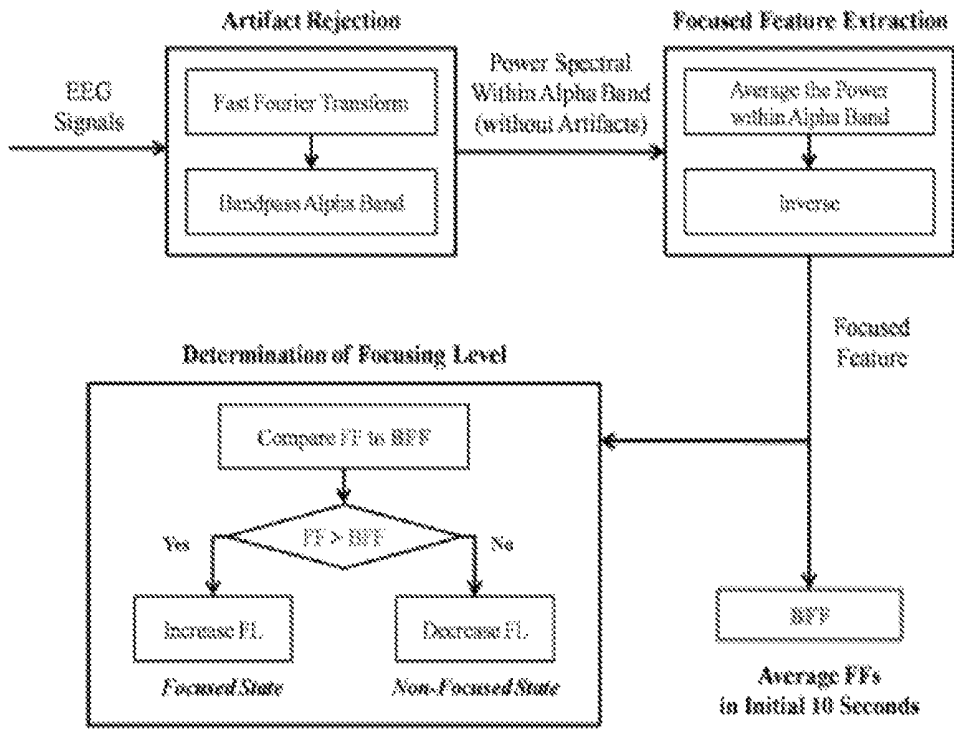 Artifact Rejection
Focused Feature Extraction
EEG
Signals
Fast Fourier Transform
Bandpass Alpha Band
Power Spectral
Within Alpha Band
(without Artifacts)
Average the Power
within Alpha Band
Inverse
Focused
Feature
Determination of Focusing Level
Compare FF to BFF
FF > BFF
Yes
No
Increase FL
Decrease FL
Focused State
Non-Focused State
BFF
Average FFs
in Initial 10 Seconds